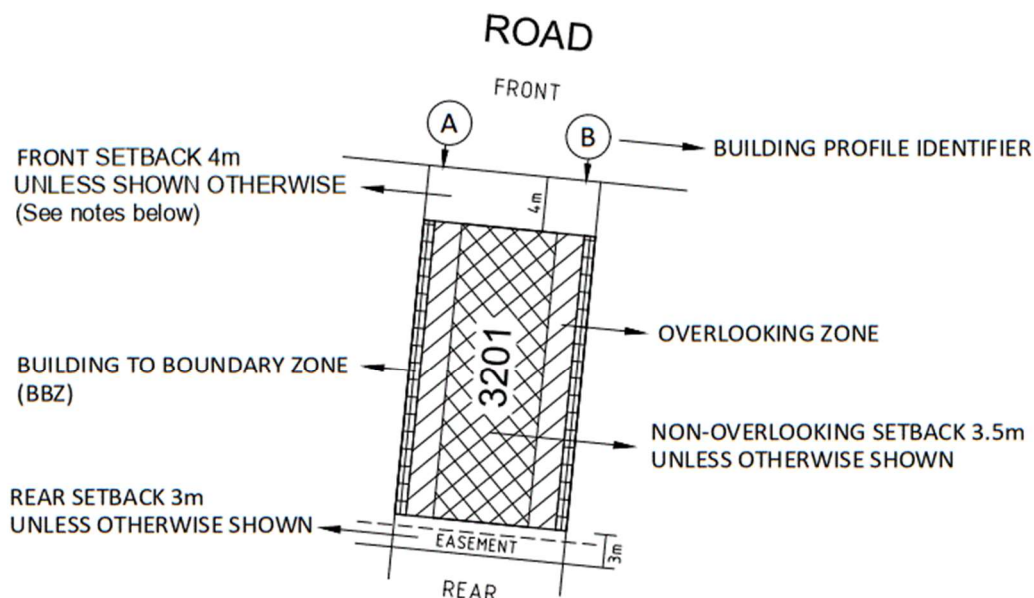 ROAD
FRONT
A
B
BUILDING PROFILE IDENTIFIER
FRONT SETBACK 4m
UNLESS SHOWN OTHERWISE
(See notes below)
4m
OVERLOOKING ZONE
3201
BUILDING TO BOUNDARY ZONE
(BBZ)
NON-OVERLOOKING SETBACK 3.5m
UNLESS OTHERWISE SHOWN
REAR SETBACK 3m
UNLESS OTHERWISE SHOWN
EASEMENT
3m
REAR